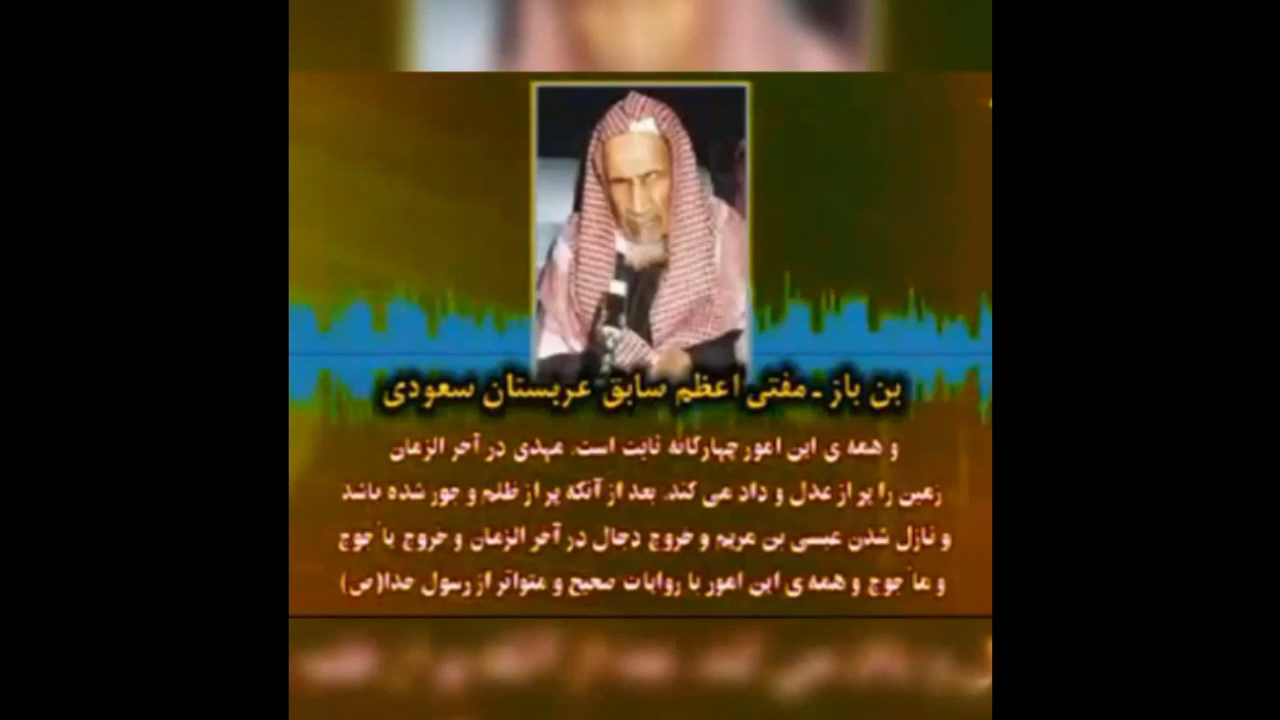 بن باز - مفتی اعظم سابق عربستان سعودی
و همه ی این امور چهارگانه ثابت است. مهدی در آخر الزمان
زمین را پر از عدل و داد می کند. بعد از آنکه پر از ظلم و جور شده باشد
و نازل شدن عیسی بن مریم و خروج دجال در آخر الزمان و خروج یأجوج
و مأجوج و همه ی این امور با روایات صحیح و متواتر از رسول خدا(ص)